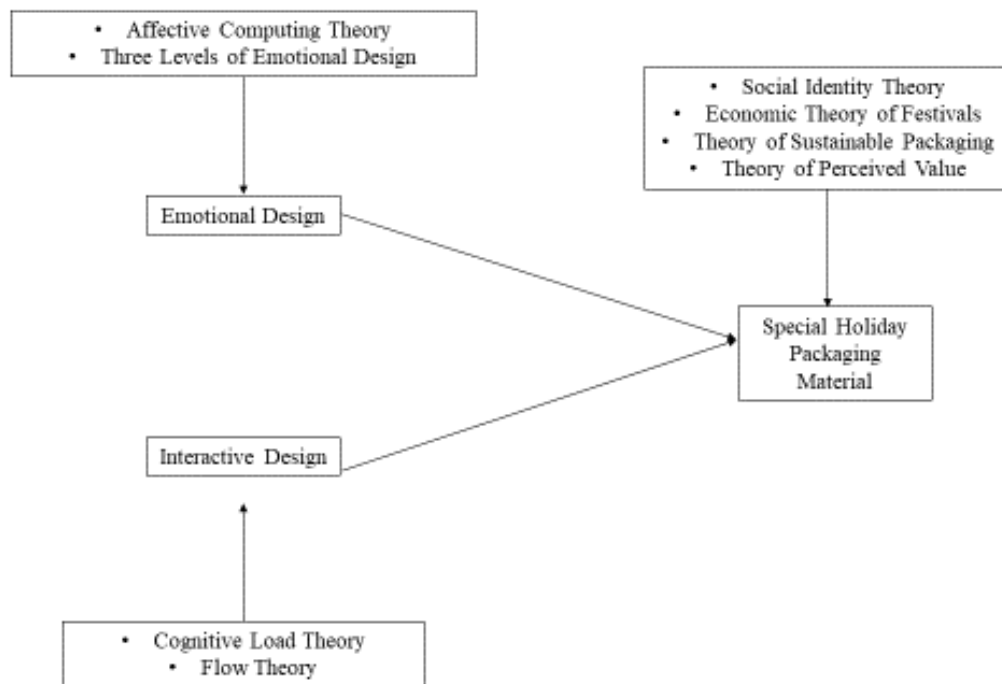 • Affective Computing Theory
• Three Levels of Emotional Design
• Social Identity Theory
• Economic Theory of Festivals
• Theory of Sustainable Packaging
• Theory of Perceived Value
Emotional Design
Special Holiday
Packaging
Material
Interactive Design
• Cognitive Load Theory
• Flow Theory